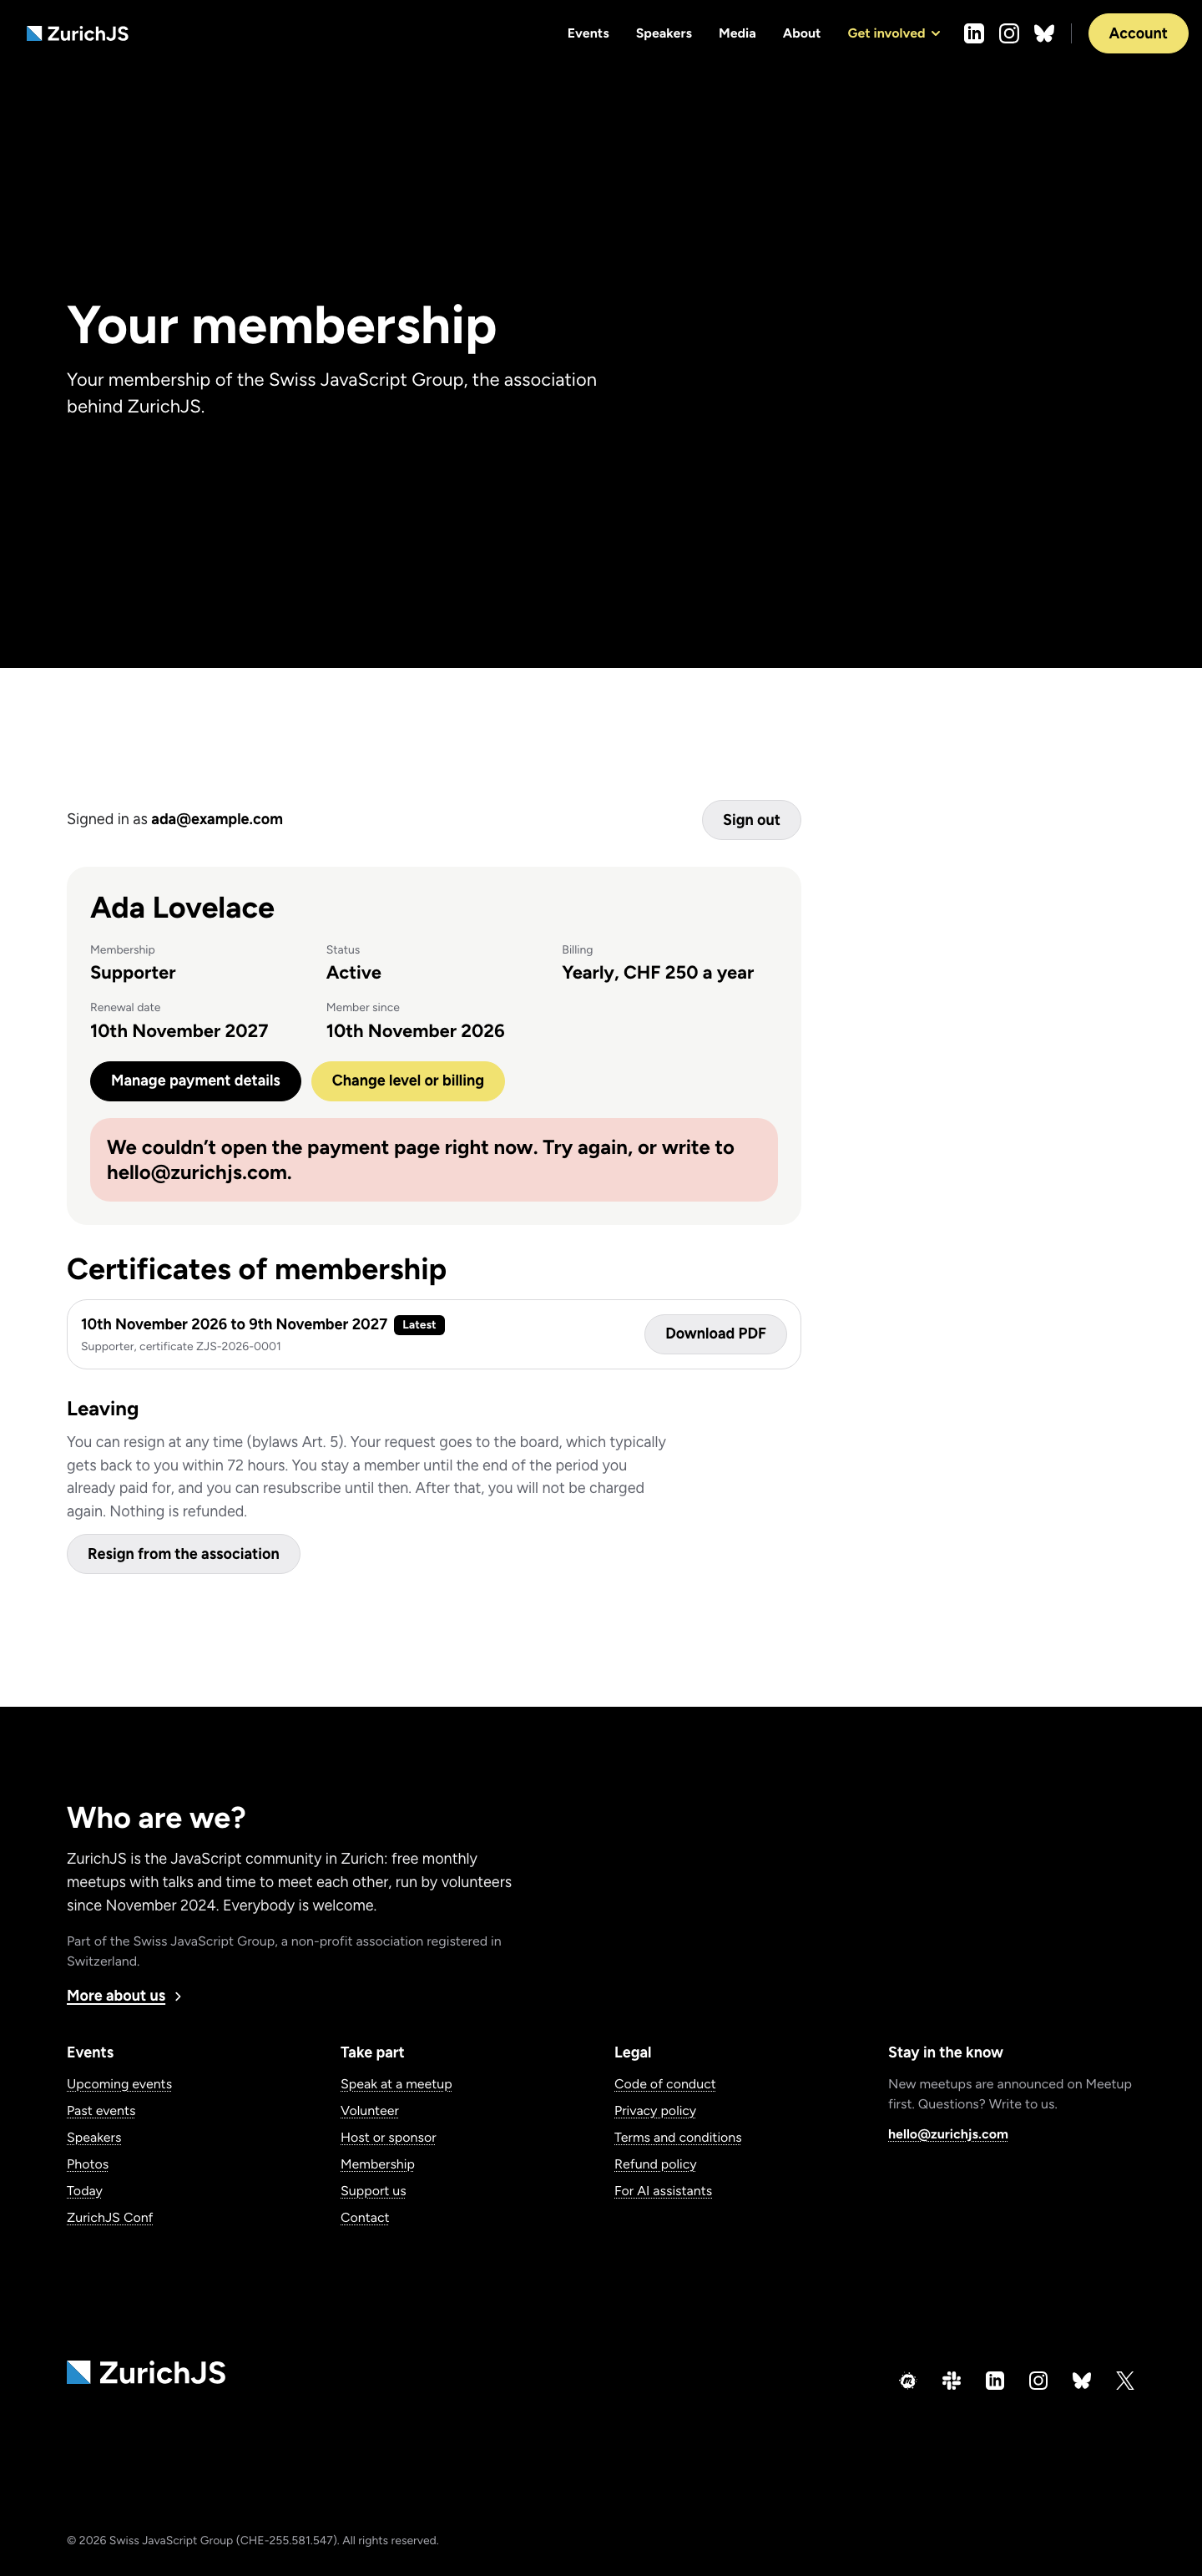 ZurichJS
Events
Speakers
Media
About
Get involved
Account
Your membership
Your membership of the Swiss JavaScript Group, the association
behind ZurichJS.
Signed in as ada@example.com
Sign out
Ada Lovelace
Membership
Status
Billing
Supporter
Active
Yearly, CHF 250 a year
Renewal date
Member since
10th November 2027
10th November 2026
Manage payment details
Change level or billing
We couldn’t open the payment page right now. Try again, or write to
hello@zurichjs.com.
Certificates of membership
10th November 2026 to 9th November 2027
Latest
Supporter, certificate ZJS-2026-0001
Download PDF
Leaving
You can resign at any time (bylaws Art. 5). Your request goes to the board, which typically
gets back to you within 72 hours. You stay a member until the end of the period you
already paid for, and you can resubscribe until then. After that, you will not be charged
again. Nothing is refunded.
Resign from the association
Who are we?
ZurichJS is the JavaScript community in Zurich: free monthly
meetups with talks and time to meet each other, run by volunteers
since November 2024. Everybody is welcome.
Part of the Swiss JavaScript Group, a non-profit association registered in
Switzerland.
More about us
Events
Upcoming events
Past events
Speakers
Photos
Today
ZurichJS Conf
Take part
Speak at a meetup
Volunteer
Host or sponsor
Membership
Support us
Contact
Legal
Code of conduct
Privacy policy
Terms and conditions
Refund policy
For AI assistants
Stay in the know
New meetups are announced on Meetup
first. Questions? Write to us.
hello@zurichjs.com
ZurichJS
© 2026 Swiss JavaScript Group (CHE-255.581.547). All rights reserved.